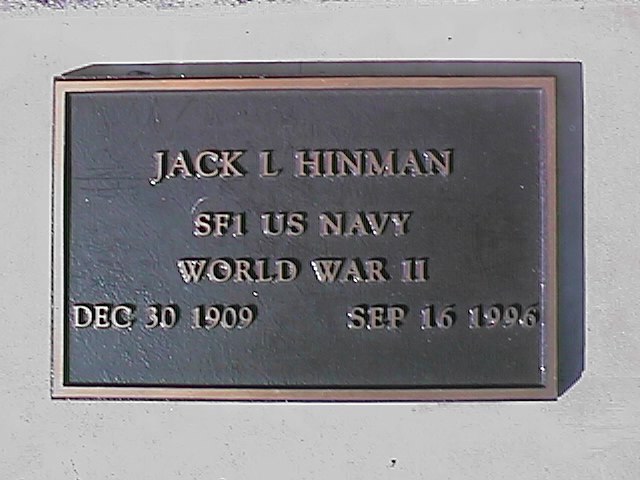 JACK L HINMAN
SF1 US NAVY
WORLD WAR II
DEC 30 1909 SEP 16 1996